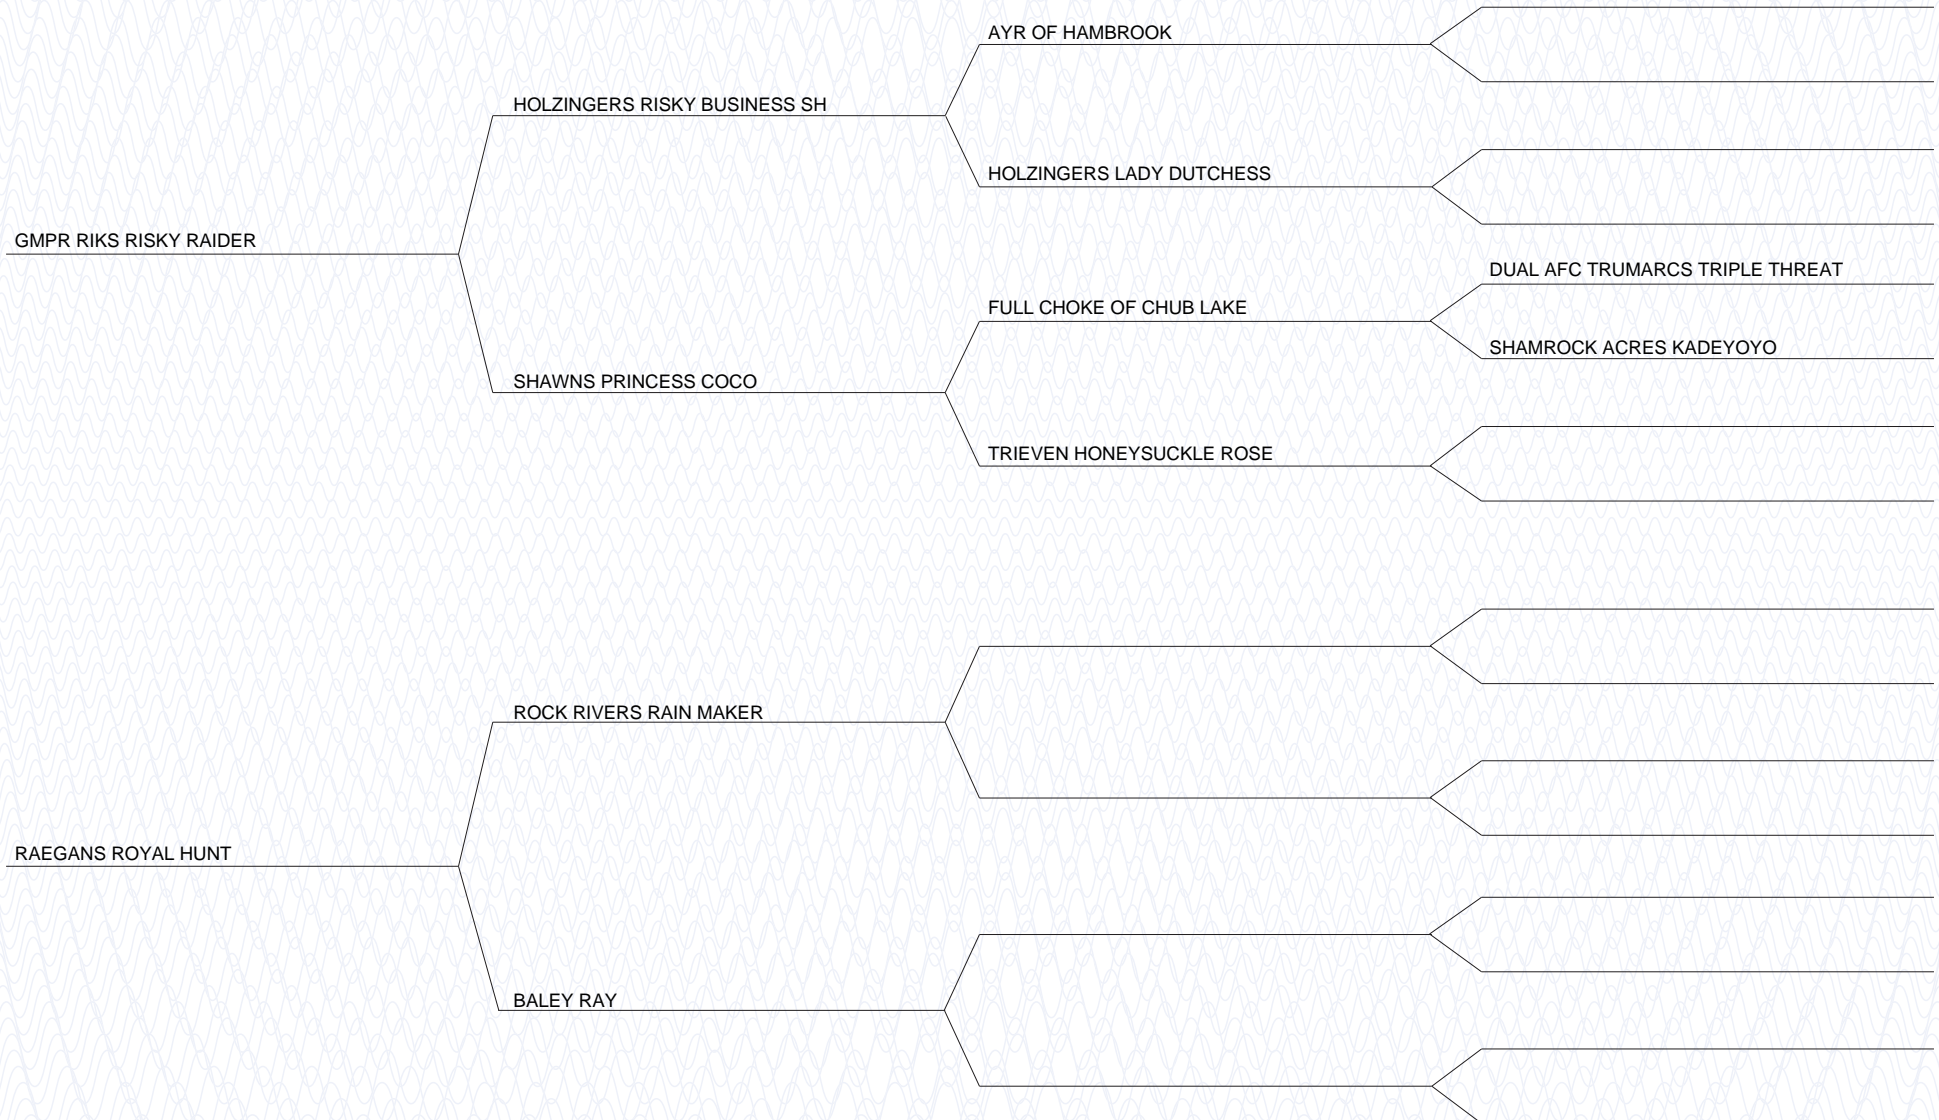 AYR OF HAMBROOK
HOLZINGERS RISKY BUSINESS SH
HOLZINGERS LADY DUTCHESS
GMPR RIKS RISKY RAIDER
DUAL AFC TRUMARCS TRIPLE THREAT
FULL CHOKE OF CHUB LAKE
SHAMROCK ACRES KADEYOYO
SHAWNS PRINCESS COCO
TRIEVEN HONEYSUCKLE ROSE
ROCK RIVERS RAIN MAKER
RAEGANS ROYAL HUNT
BALEY RAY